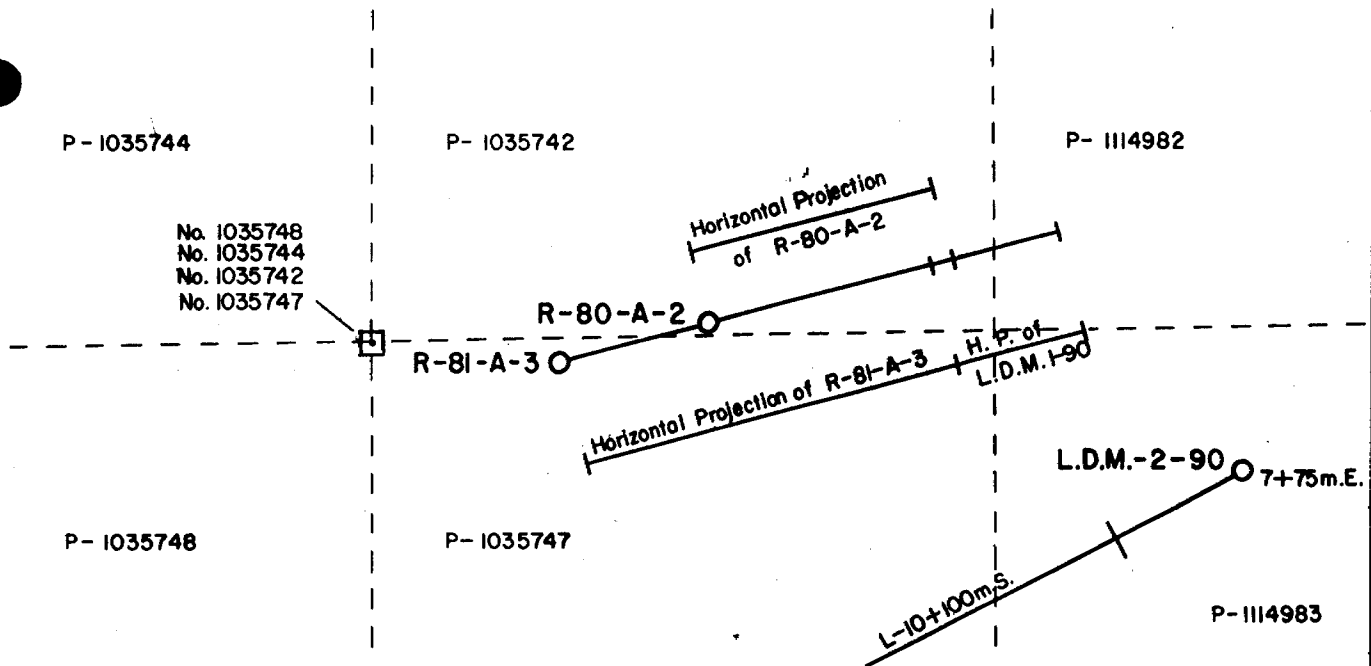 P-1035744
P-1035742
P-1114982
Horizontal Projection
of R-80-A-2
No. 1035748
No. 1035744
No. 1035742
No. 1035747
R-80-A-2
R-81-A-3
H. P. of
L.D.M. 1-90
Horizontal Projection of R-81-A-3
L.D.M.-2-90
7+75m.E.
P-1035748
P-1035747
L-10+100m.S.
P-1114983